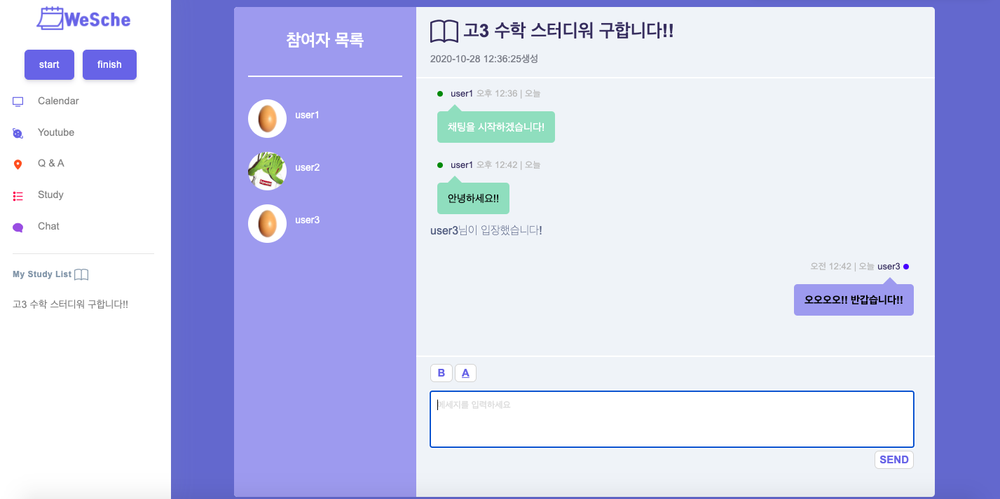 WeSche
start
finish
Calendar
Youtube
Q & A
Study
Chat
My Study List
고3 수학 스터디워 구합니다!!
참여자 목록
user1
user2
user3
고3 수학 스터디워 구합니다!!
2020-10-28 12:36:25생성
user1 오후 12:36 | 오늘
채팅을 시작하겠습니다!
user1 오후 12:42 | 오늘
안녕하세요!!
user3님이 입장했습니다!
오전 12:42 | 오늘 user3
오오오오!! 반갑습니다!!
B A
메세지를 입력하세요
SEND